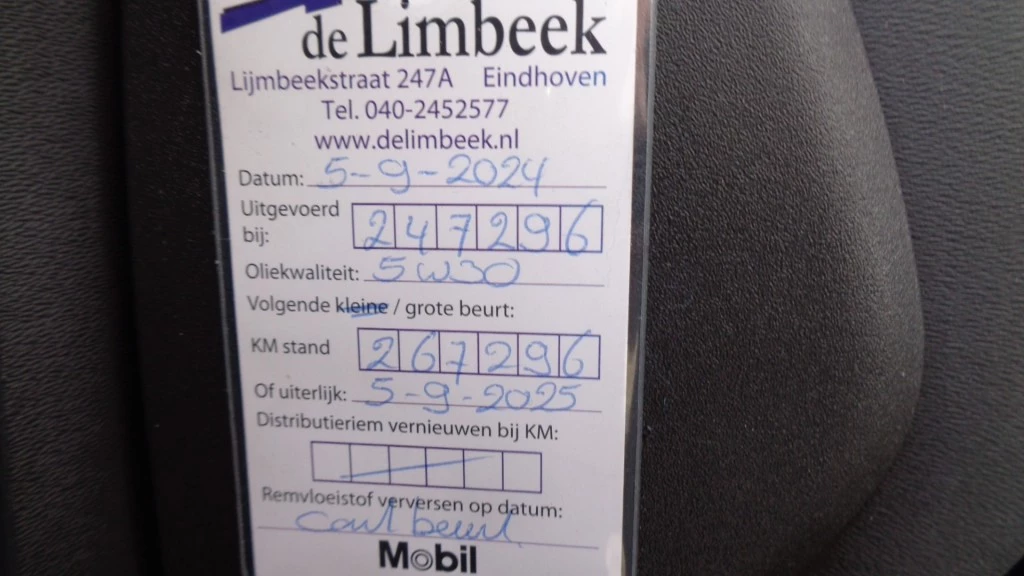 de Limbeek
Lijmbeekstraat 247A Eindhoven
Tel. 040-2452577
www.delimbeek.nl
Datum: 5-9-2024
Uitgevoerd bij: 247296
Oliekwaliteit: 5W30
Volgende kleine / grote beurt:
KM stand 267296
Of uiterlijk: 5-9-2025
Distributieriem vernieuwen bij KM:
Remvloeistof verversen op datum:
beurt
Mobil